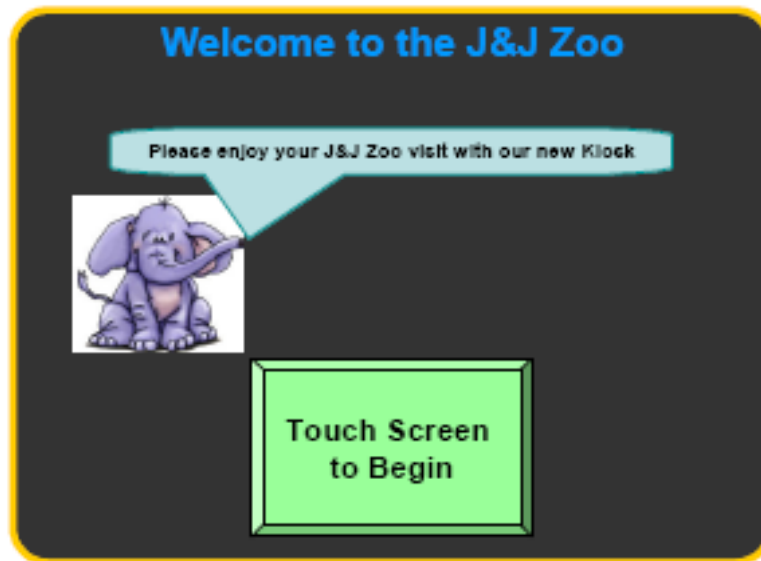 Welcome to the J&J Zoo
Please enjoy your J&J Zoo visit with our new Kiosk
Touch Screen
to Begin